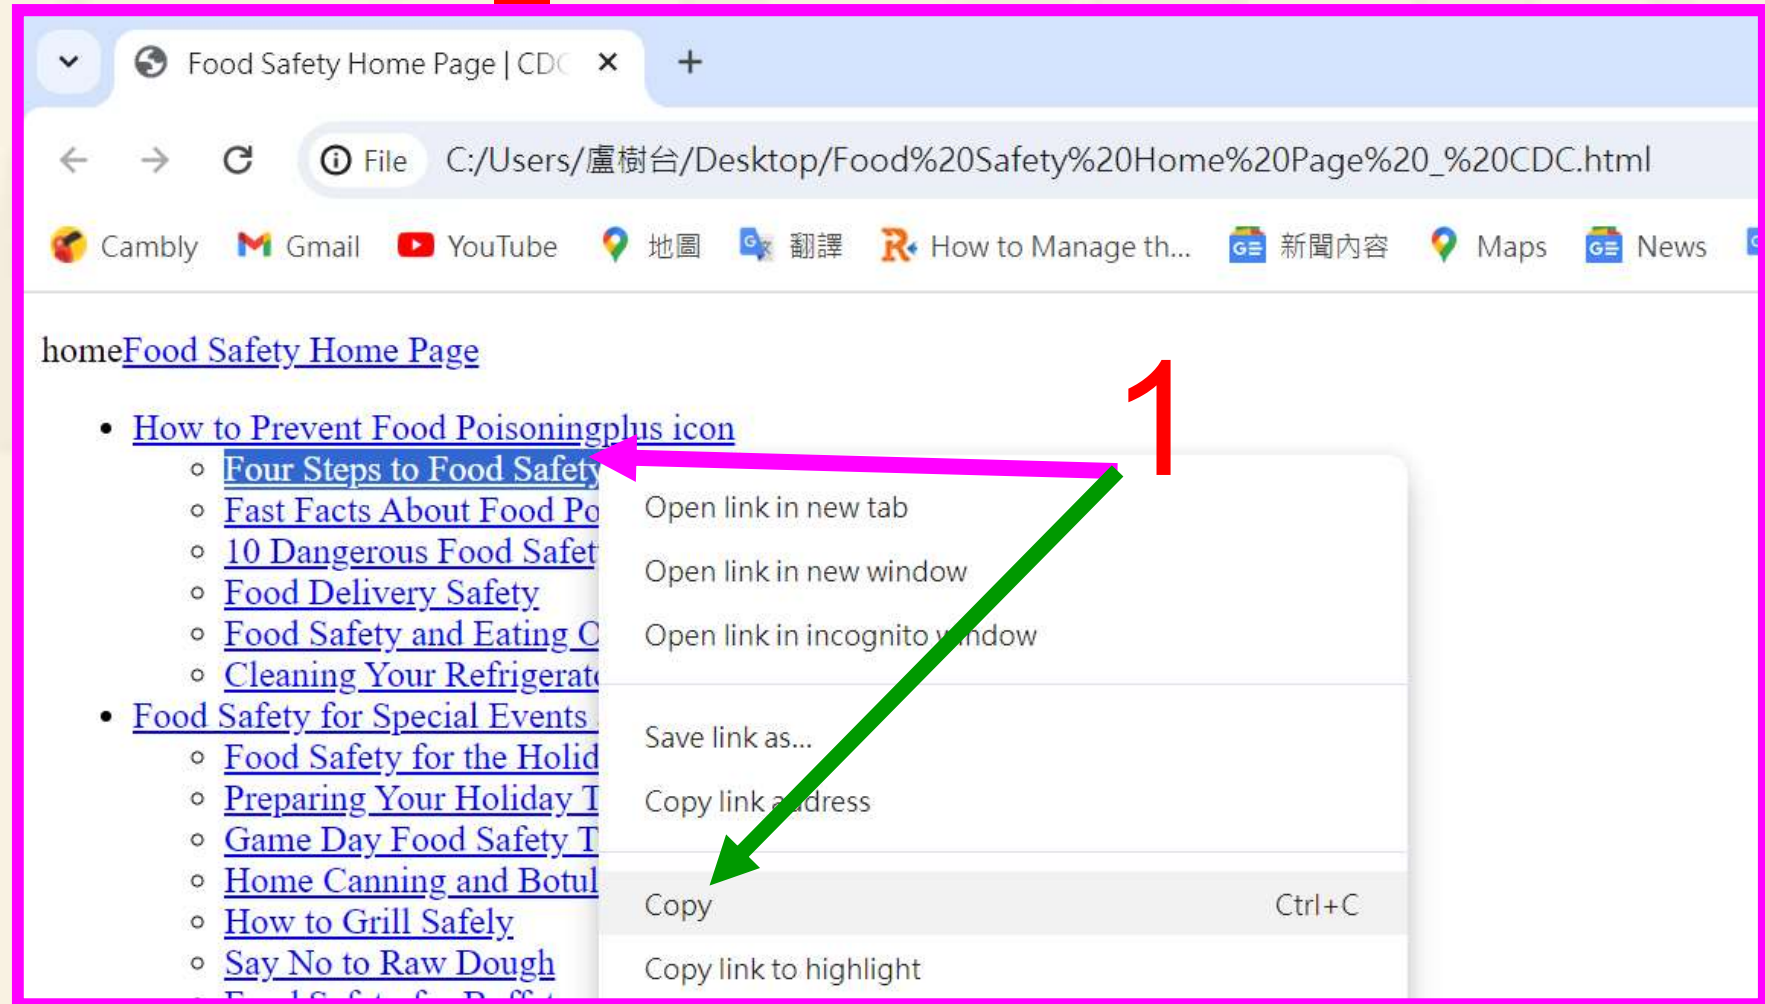 Food Safety Home Page | CDC
File C:/Users/盧樹台/Desktop/Food%20Safety%20Home%20Page%20_%20CDC.html
Cambly Gmail YouTube 地圖 翻譯 How to Manage th... 新聞內容 Maps News
homeFood Safety Home Page
1
How to Prevent Food Poisoningplus icon
Four Steps to Food Safety
Fast Facts About Food Po
10 Dangerous Food Safet
Food Delivery Safety
Food Safety and Eating O
Cleaning Your Refrigerato
Food Safety for Special Events
Food Safety for the Holid
Preparing Your Holiday T
Game Day Food Safety T
Home Canning and Botul
How to Grill Safely
Say No to Raw Dough
Open link in new tab
Open link in new window
Open link in incognito window
Save link as...
Copy link address
Copy Ctrl+C
Copy link to highlight